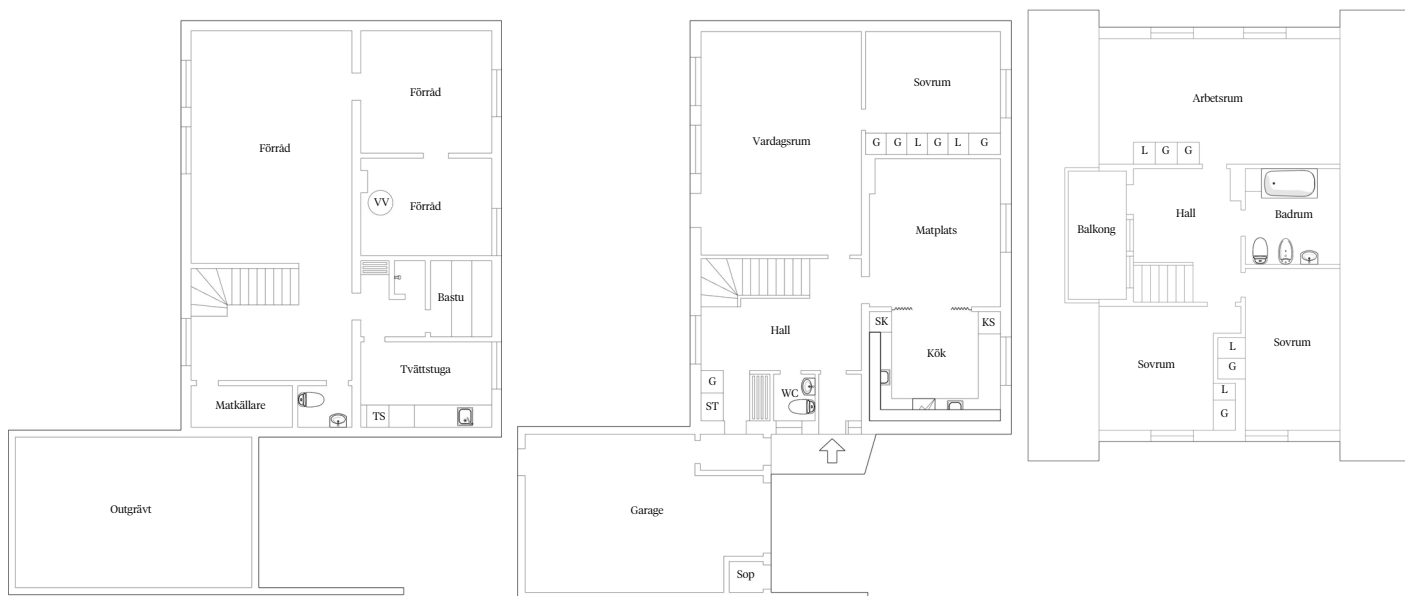 Förråd
Förråd
VV
Förråd
Bastu
Tvättstuga
TS
Matkällare
Outgrävt
Vardagsrum
Sovrum
G G L G L G
Matplats
SK
KS
Kök
Hall
G
ST
WC
Garage
Sop
Arbetsrum
L G G
Balkong
Hall
Badrum
Sovrum
L
G
L
G
Sovrum